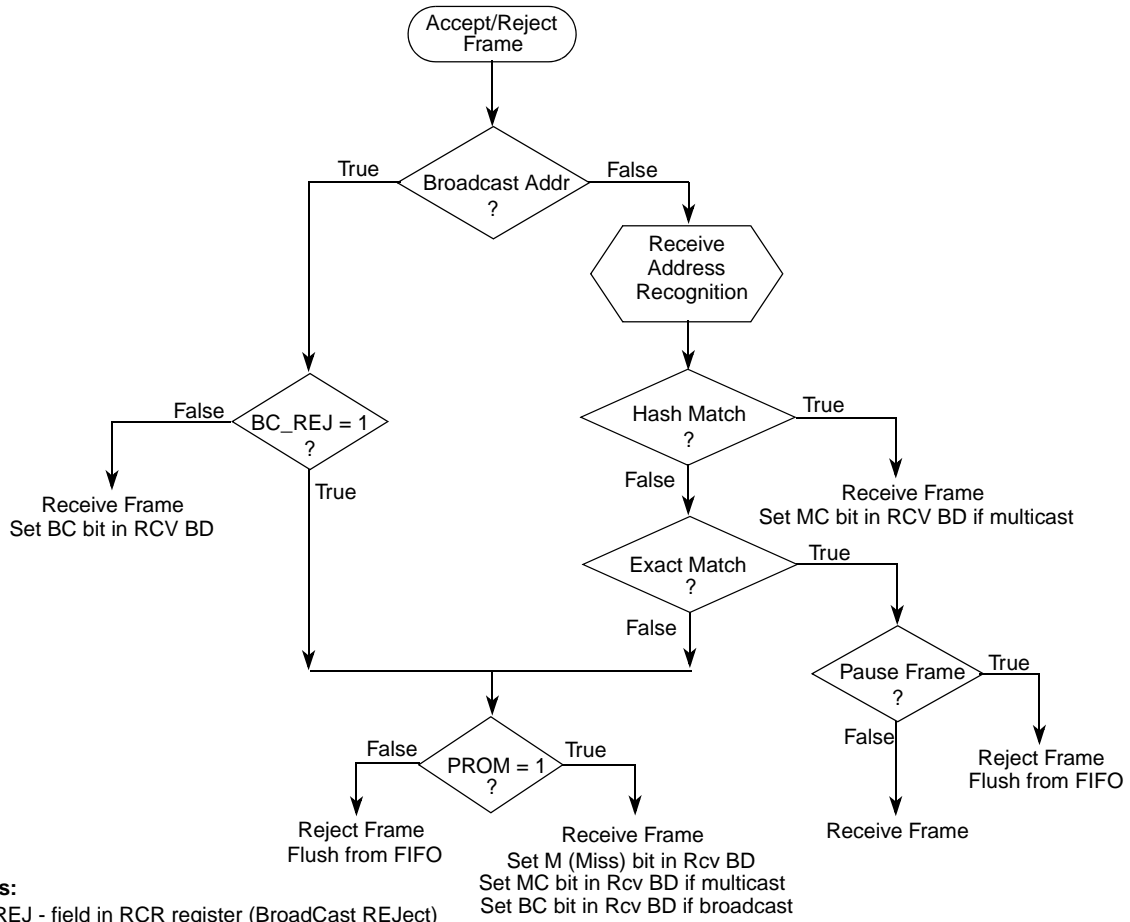 Accept/Reject
Frame
True
Broadcast Addr
?
False
Receive
Address
Recognition
False
BC_REJ = 1
?
True
Hash Match
?
True
False
Receive Frame
Set BC bit in RCV BD
Receive Frame
Set MC bit in RCV BD if multicast
Exact Match
?
True
False
Pause Frame
?
True
False
False
PROM = 1
?
True
Reject Frame
Flush from FIFO
Reject Frame
Flush from FIFO
Receive Frame
Set M (Miss) bit in Rcv BD
Set MC bit in Rcv BD if multicast
Set BC bit in Rcv BD if broadcast
Receive Frame
s:
REJ - field in RCR register (BroadCast REJect)